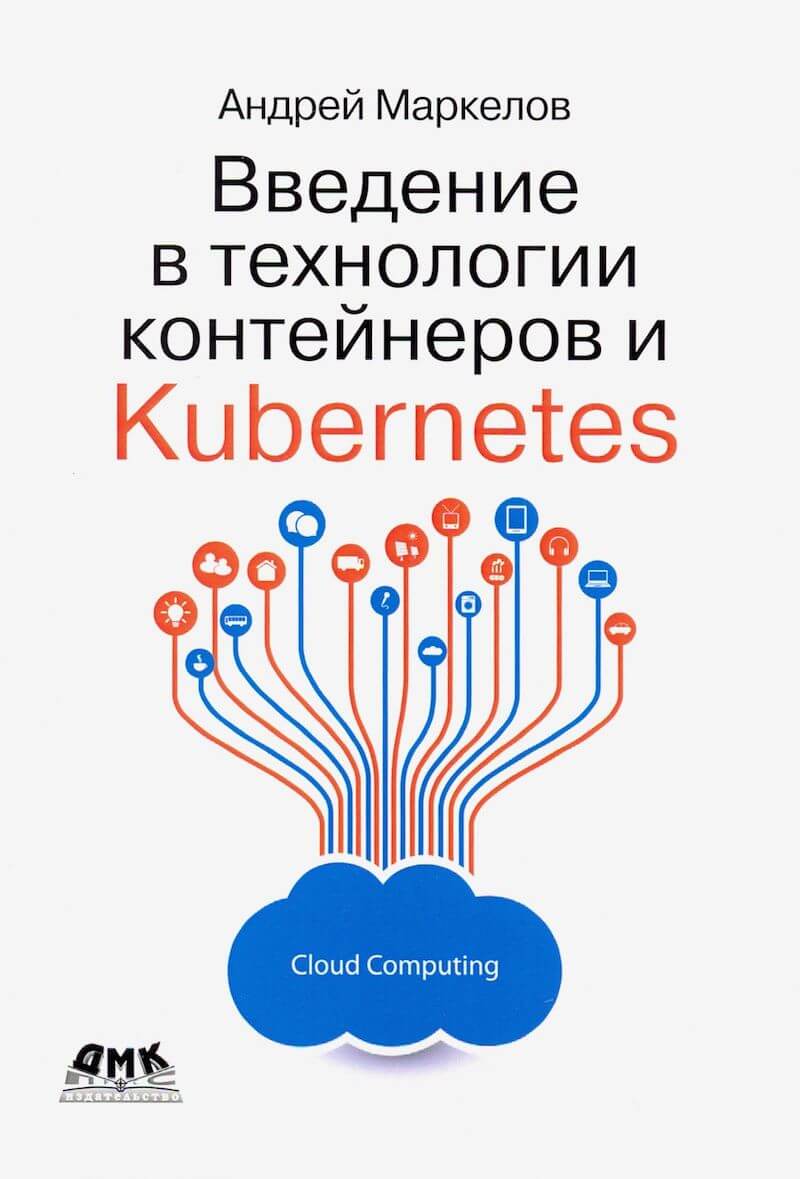 Андрей Маркелов
Введение
в технологии
контейнеров и
Kubernetes
Cloud Computing
ДМК
издательство